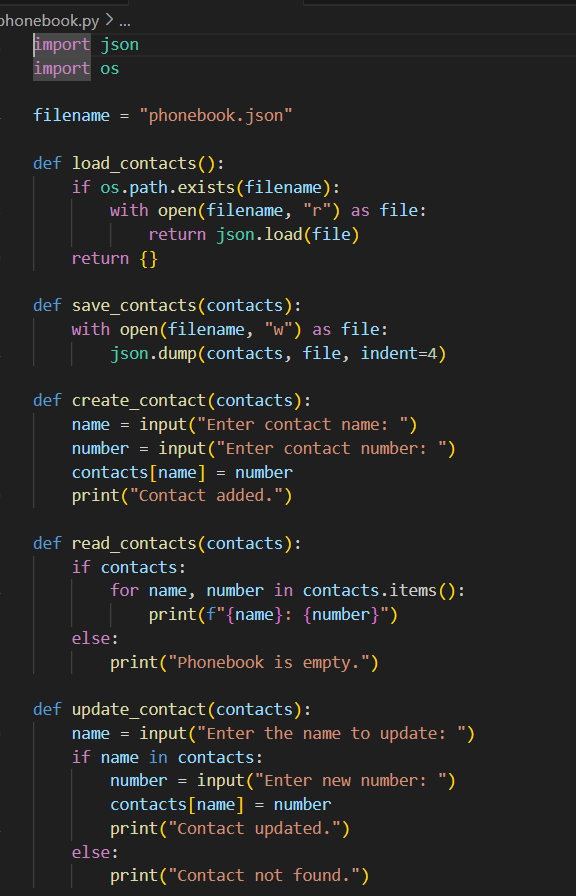 phonebook.py > ...
import json
import os

filename = "phonebook.json"

def load_contacts():
    if os.path.exists(filename):
        with open(filename, "r") as file:
            return json.load(file)
    return {}

def save_contacts(contacts):
    with open(filename, "w") as file:
        json.dump(contacts, file, indent=4)

def create_contact(contacts):
    name = input("Enter contact name: ")
    number = input("Enter contact number: ")
    contacts[name] = number
    print("Contact added.")

def read_contacts(contacts):
    if contacts:
        for name, number in contacts.items():
            print(f"{name}: {number}")
    else:
        print("Phonebook is empty.")

def update_contact(contacts):
    name = input("Enter the name to update: ")
    if name in contacts:
        number = input("Enter new number: ")
        contacts[name] = number
        print("Contact updated.")
    else:
        print("Contact not found.")